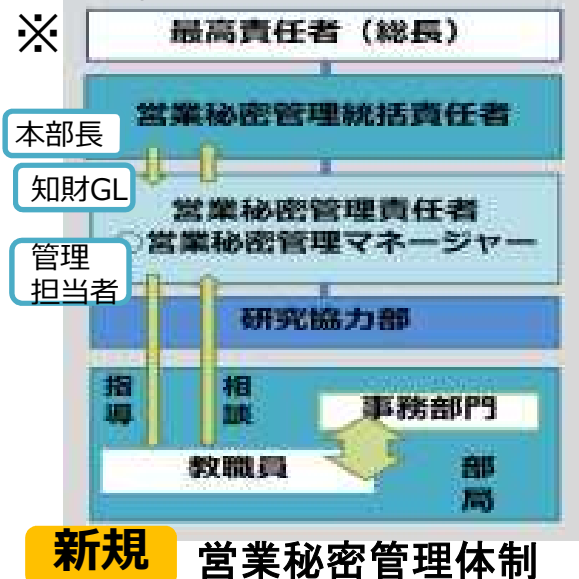 ※
最高責任者（総長）
営業秘密管理統括責任者
本部長
知財GL
営業秘密管理責任者
○営業秘密管理マネージャー
管理
担当者
研究協力部
指導
相談
事務部門
教職員
部局
新規 営業秘密管理体制